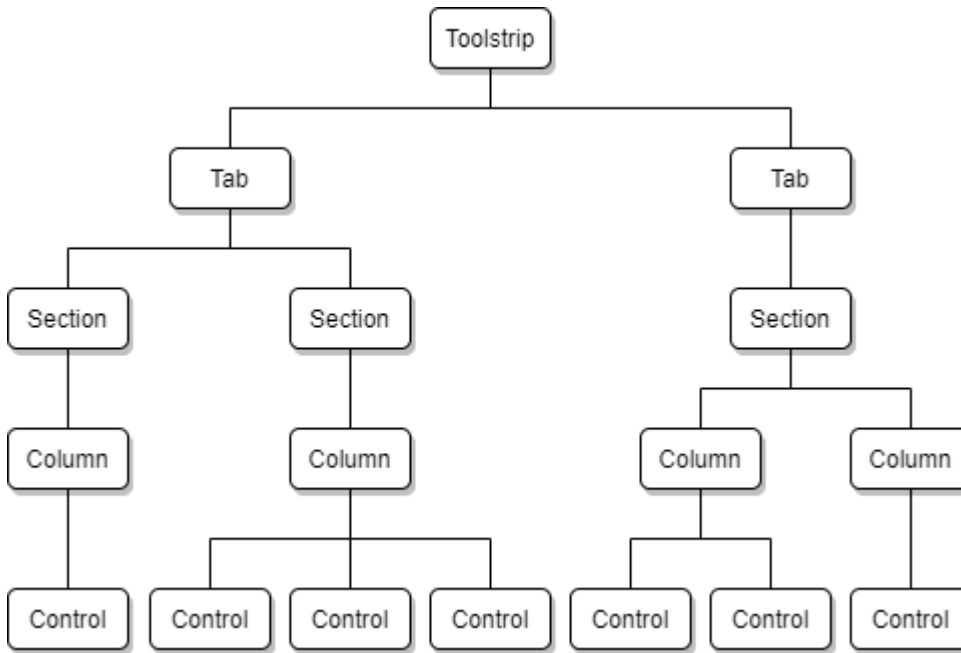 Toolstrip
Tab
Tab
Section
Section
Section
Column
Column
Column
Column
Control
Control
Control
Control
Control
Control
Control